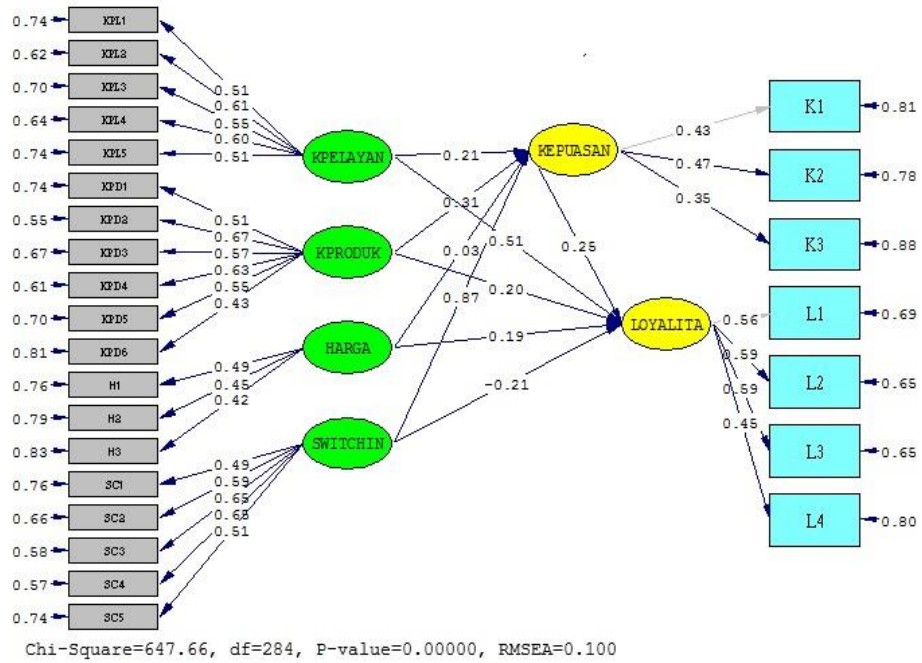 0.74 KPL1
0.62 KPL2
0.70 KPL3
0.64 KPL4
0.74 KPL5
0.74 KPD1
0.55 KPD2
0.67 KPD3
0.61 KPD4
0.70 KPD5
0.81 KPD6
0.76 H1
0.79 H2
0.83 H3
0.76 SC1
0.66 SC2
0.58 SC3
0.57 SC4
0.74 SC5
0.51
0.61
0.55
0.60
0.51
0.51
0.67
0.57
0.63
0.55
0.43
0.49
0.45
0.42
0.49
0.59
0.65
0.65
0.51
KPELAYAN
KPRODUK
HARGA
SWITCHIN
0.21
0.31
0.03
0.87
0.51
0.20
0.19
-0.21
KEPUASAN
0.25
LOYALITA
0.43
0.47
0.35
0.56
0.59
0.59
0.45
K1 0.81
K2 0.78
K3 0.88
L1 0.69
L2 0.65
L3 0.65
L4 0.80
Chi-Square=647.66, df=284, P-value=0.00000, RMSEA=0.100